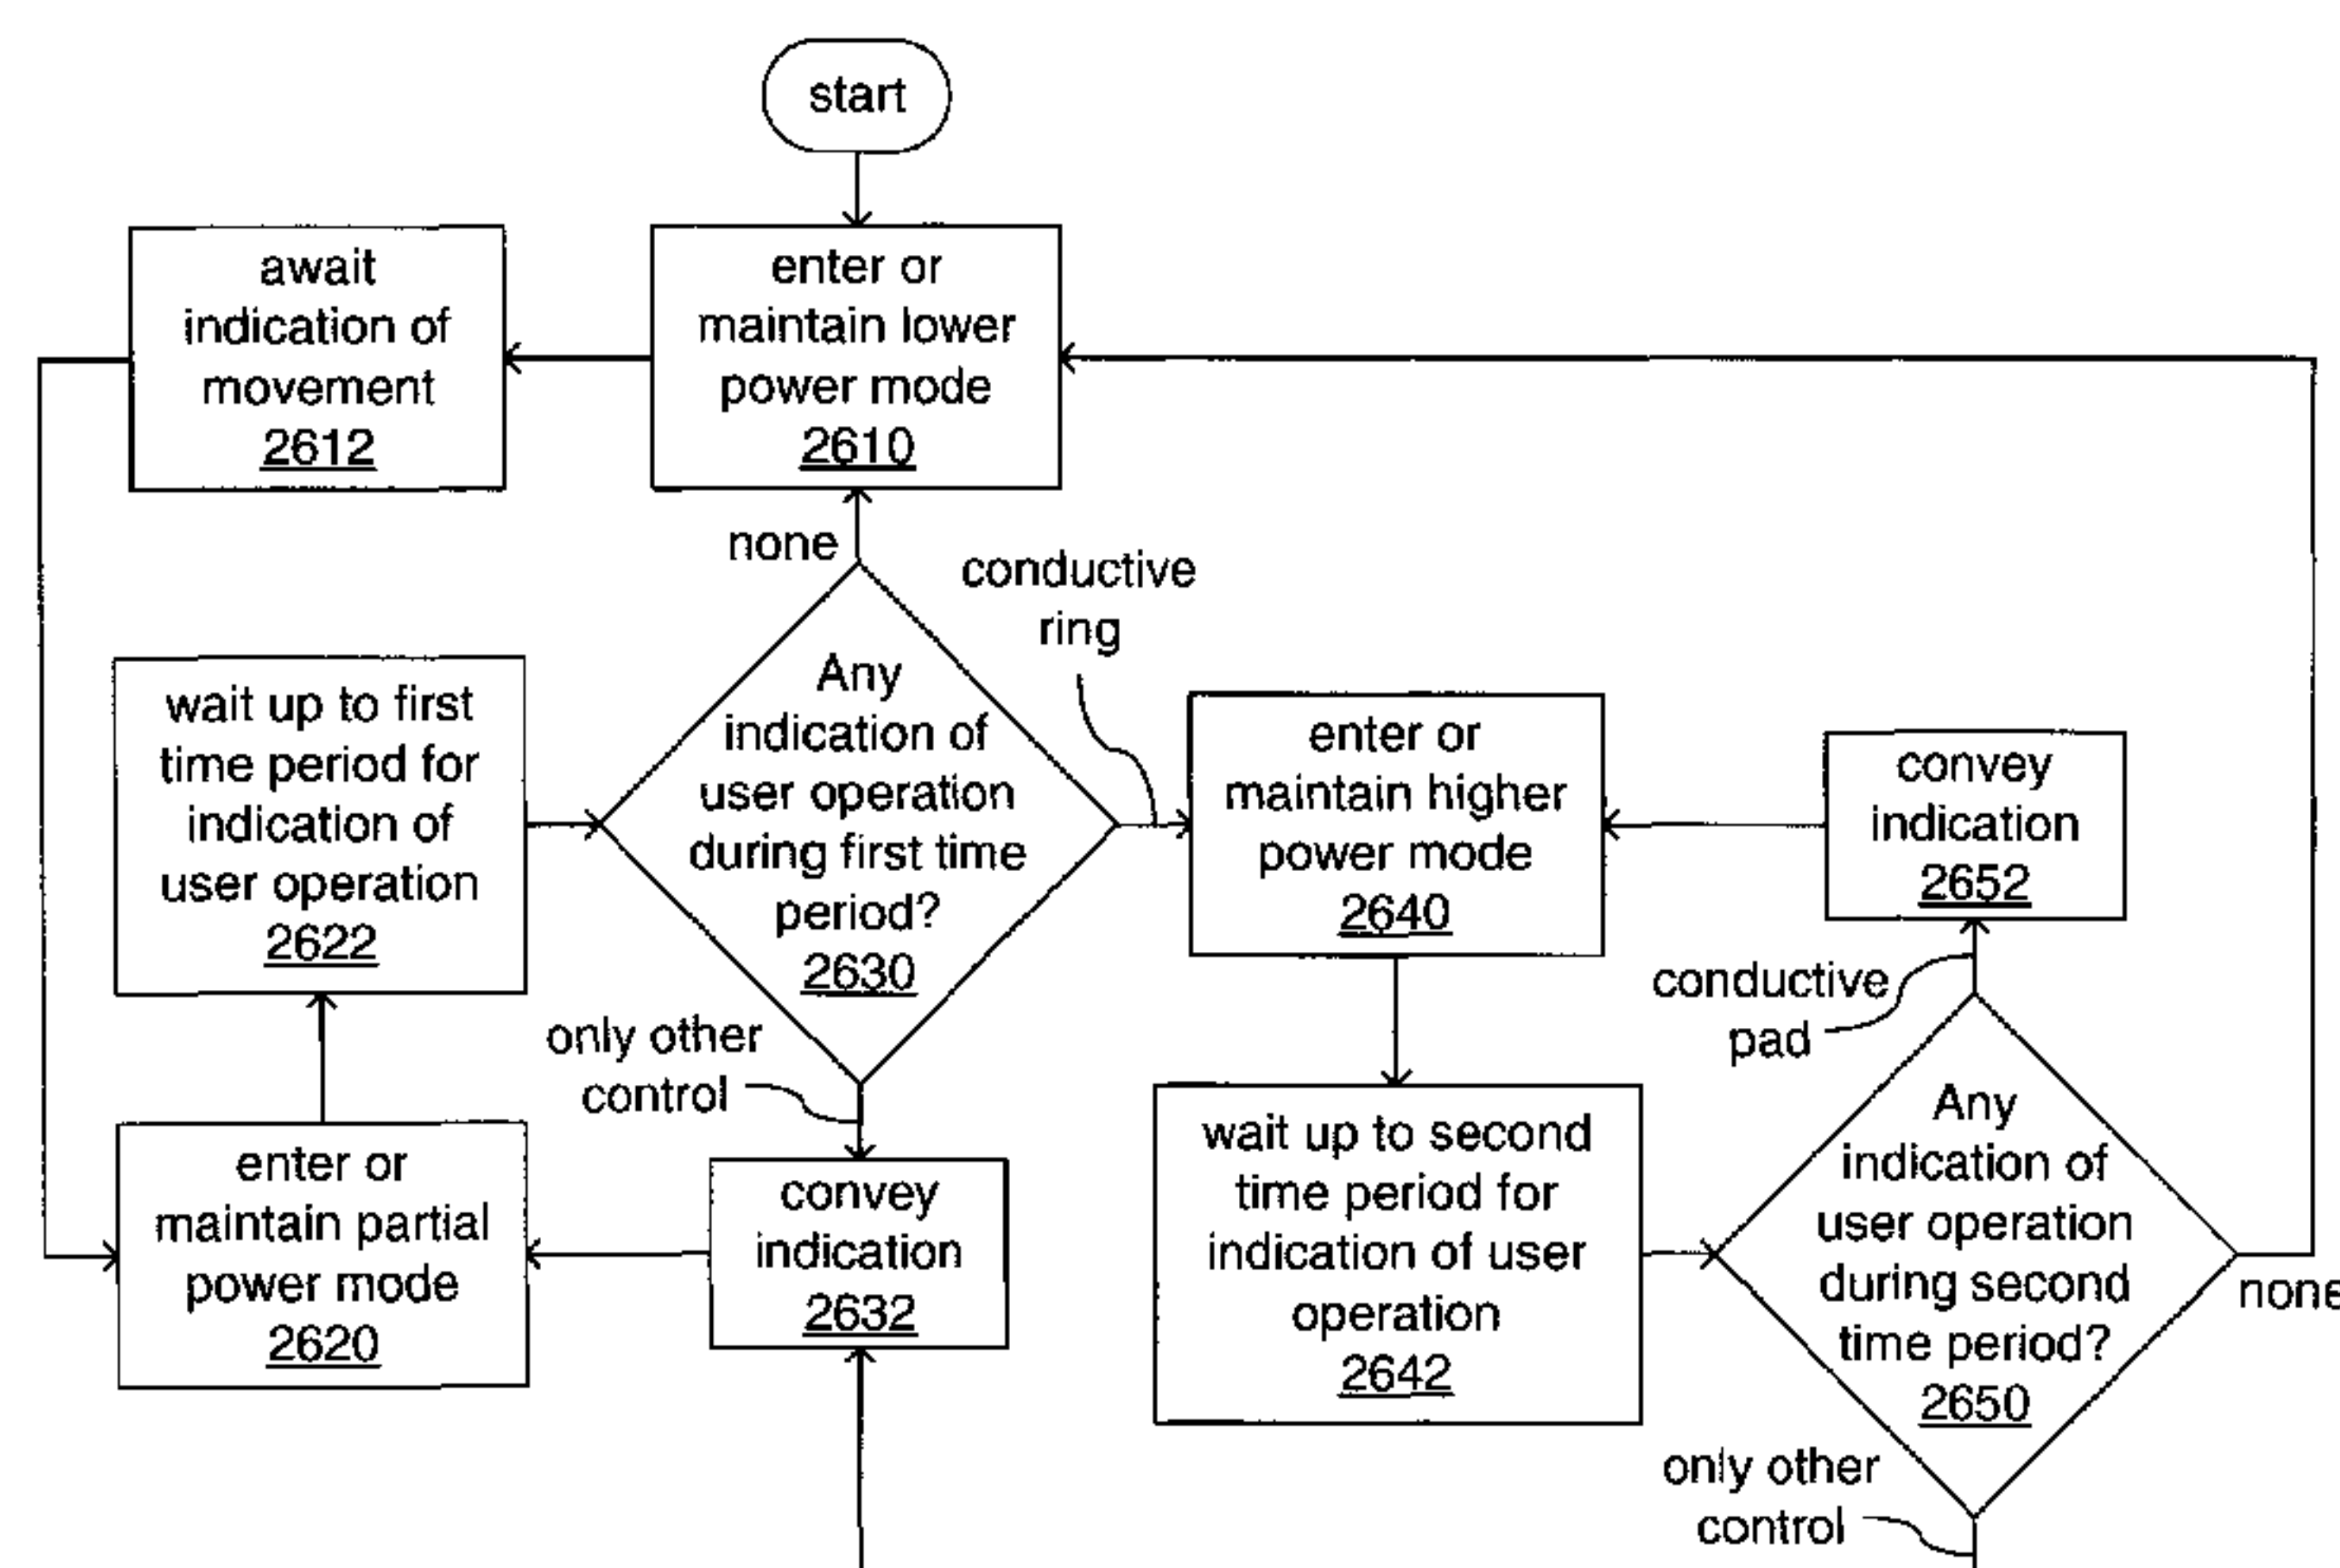 start
await
indication of
movement
2612
enter or
maintain lower
power mode
2610
none
conductive
ring
wait up to first
time period for
indication of
user operation
2622
Any
indication of
user operation
during first time
period?
2630
enter or
maintain higher
power mode
2640
convey
indication
2652
only other
control
conductive
pad
enter or
maintain partial
power mode
2620
convey
indication
2632
wait up to second
time period for
indication of user
operation
2642
Any
indication of
user operation
during second
time period?
2650
none
only other
control